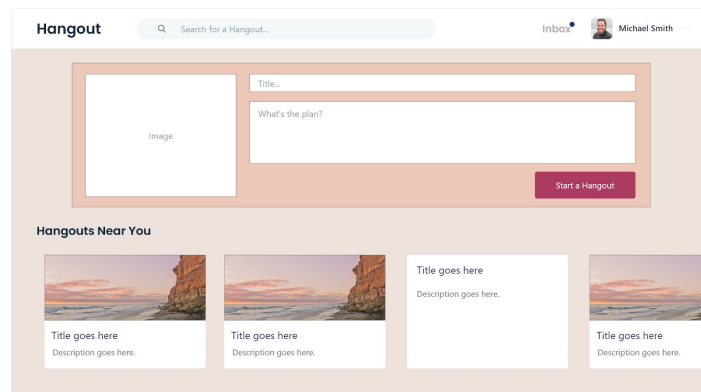 Hangout
Search for a Hangout...
Inbox
Michael Smith
Title...
What's the plan?
Image
Start a Hangout
Hangouts Near You
Title goes here
Description goes here.
Title goes here
Description goes here.
Title goes here
Description goes here.
Title goes here
Description goes here.